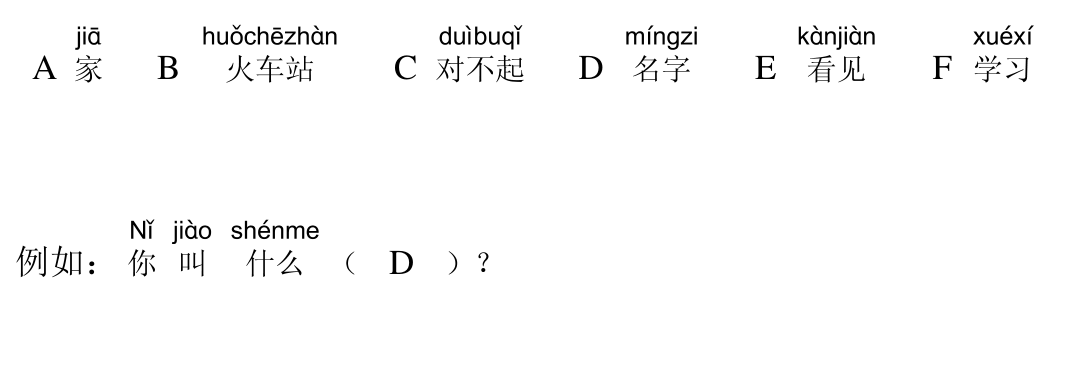 jiā huǒchēzhàn duìbuqǐ míngzi kànjiàn xuéxí
A 家 B 火车站 C 对不起 D 名字 E 看见 F 学习
Nǐ jiào shénme
例如： 你 叫 什么 （ D ）？